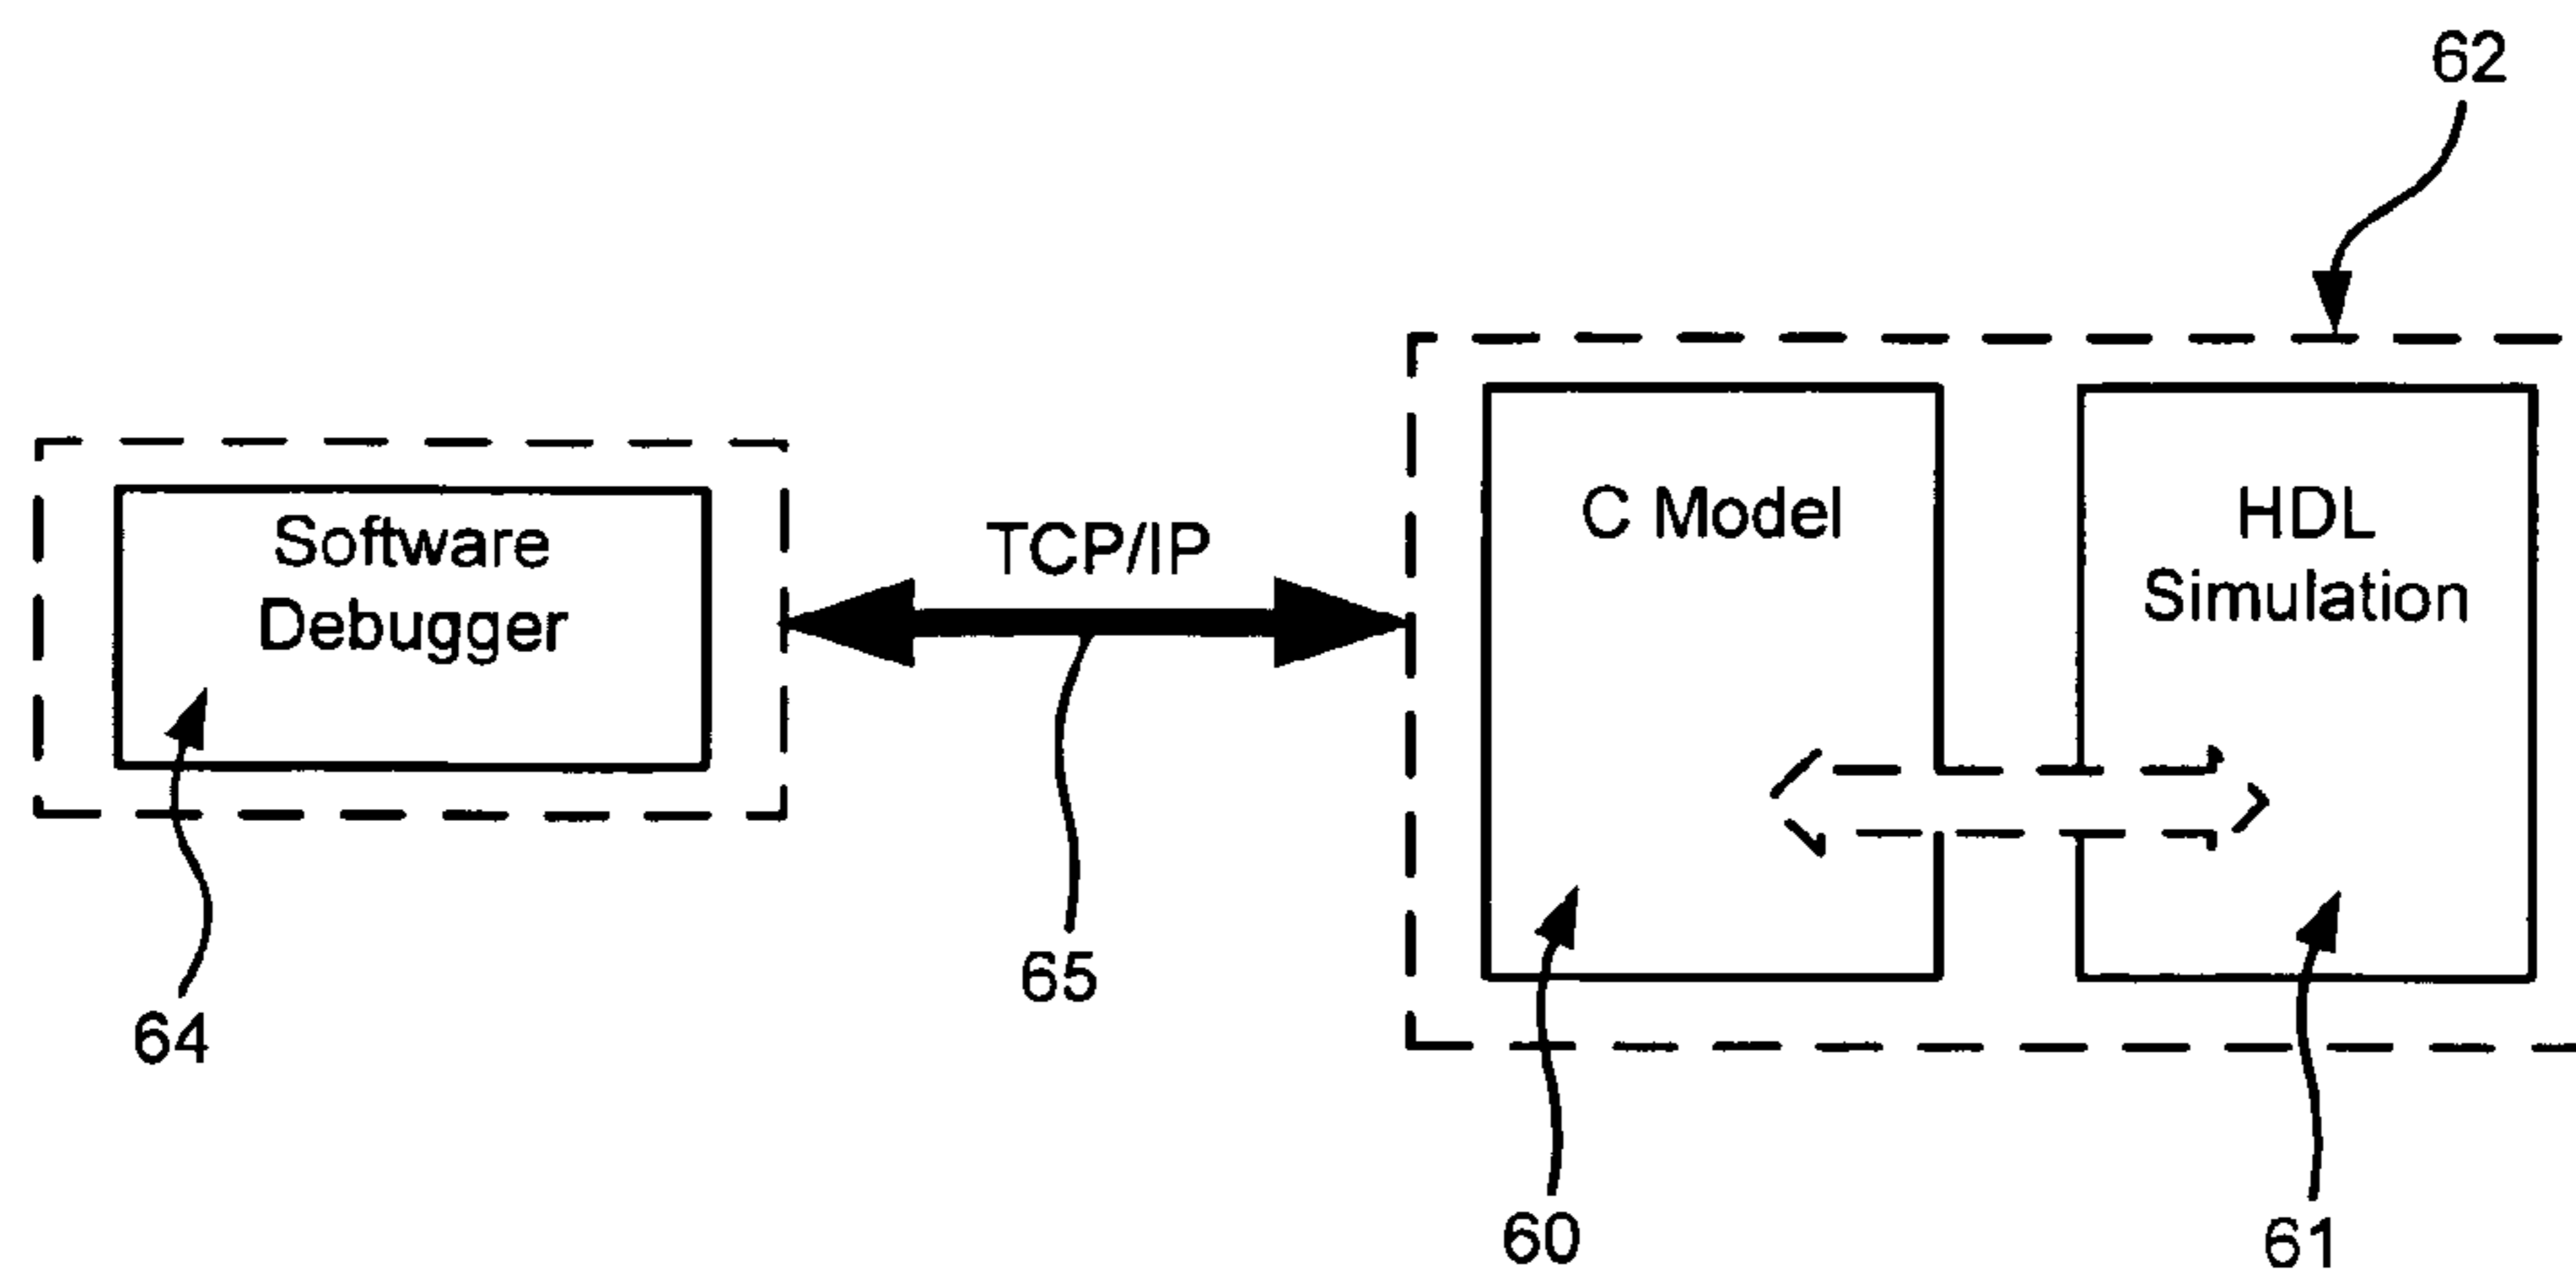 62
Software
Debugger
TCP/IP
C Model
HDL
Simulation
64
65
60
61